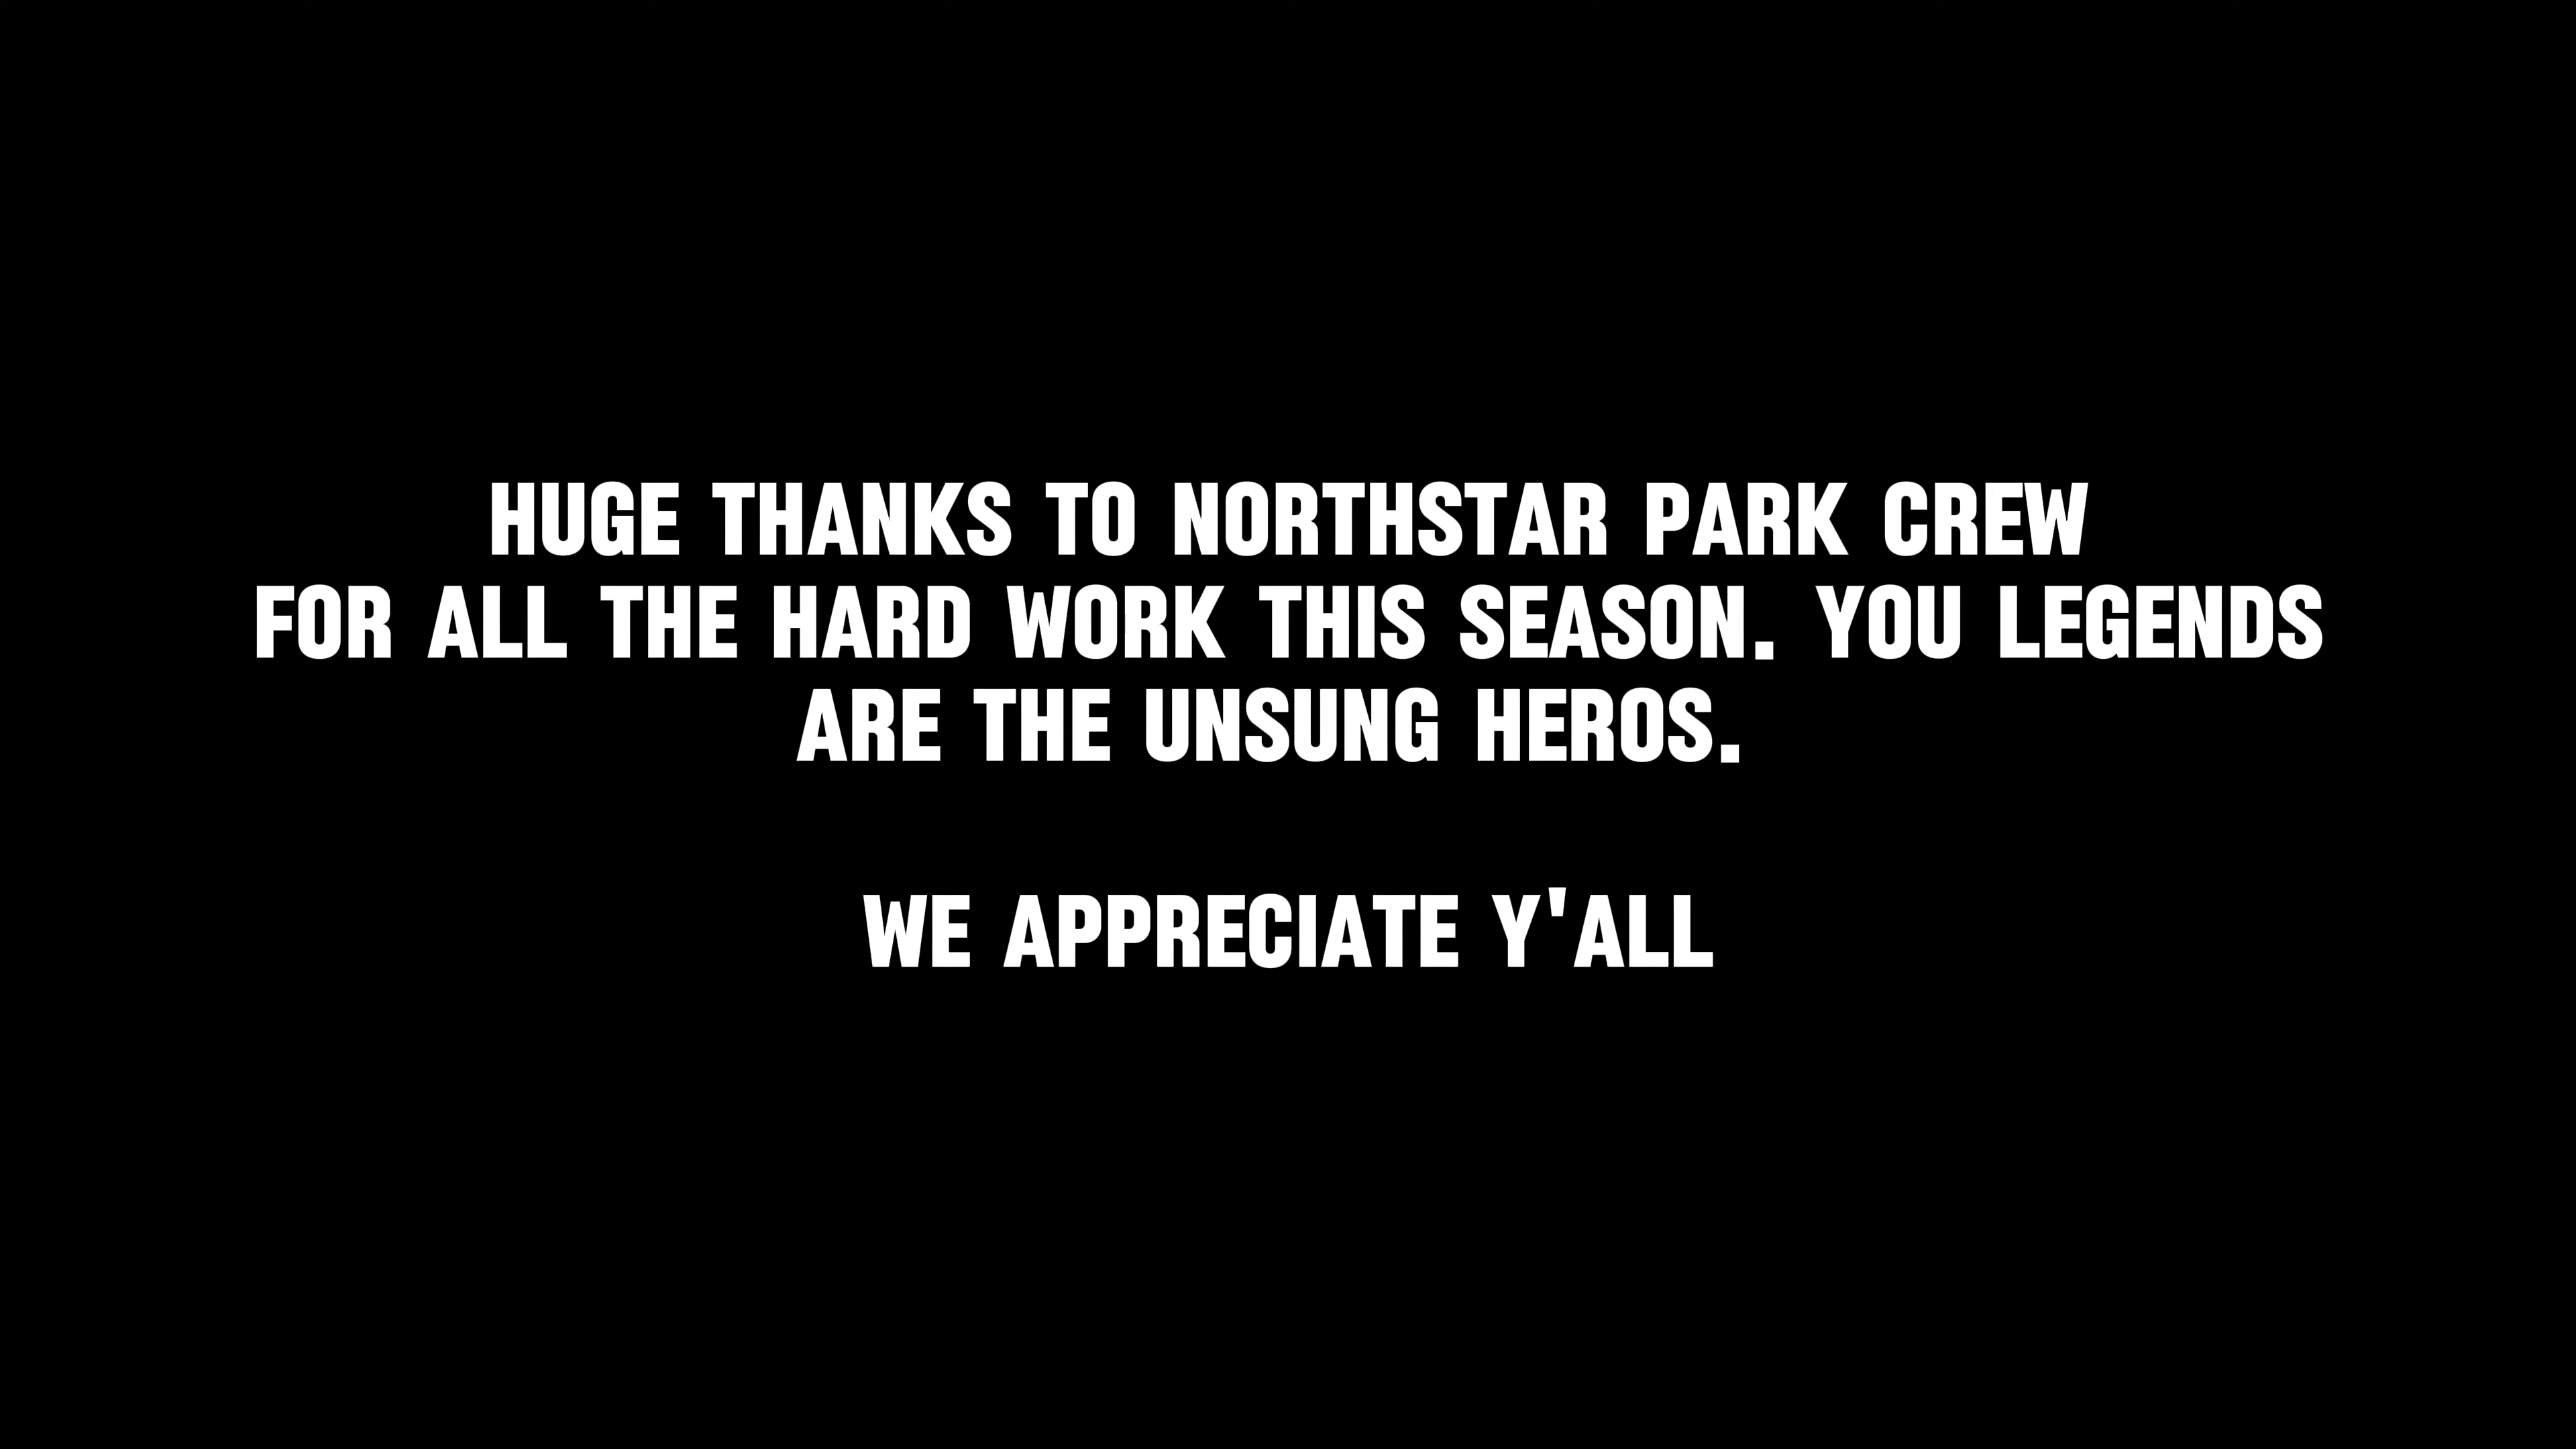 HUGE THANKS TO NORTHSTAR PARK CREW
FOR ALL THE HARD WORK THIS SEASON. YOU LEGENDS
ARE THE UNSUNG HEROS.
WE APPRECIATE Y'ALL